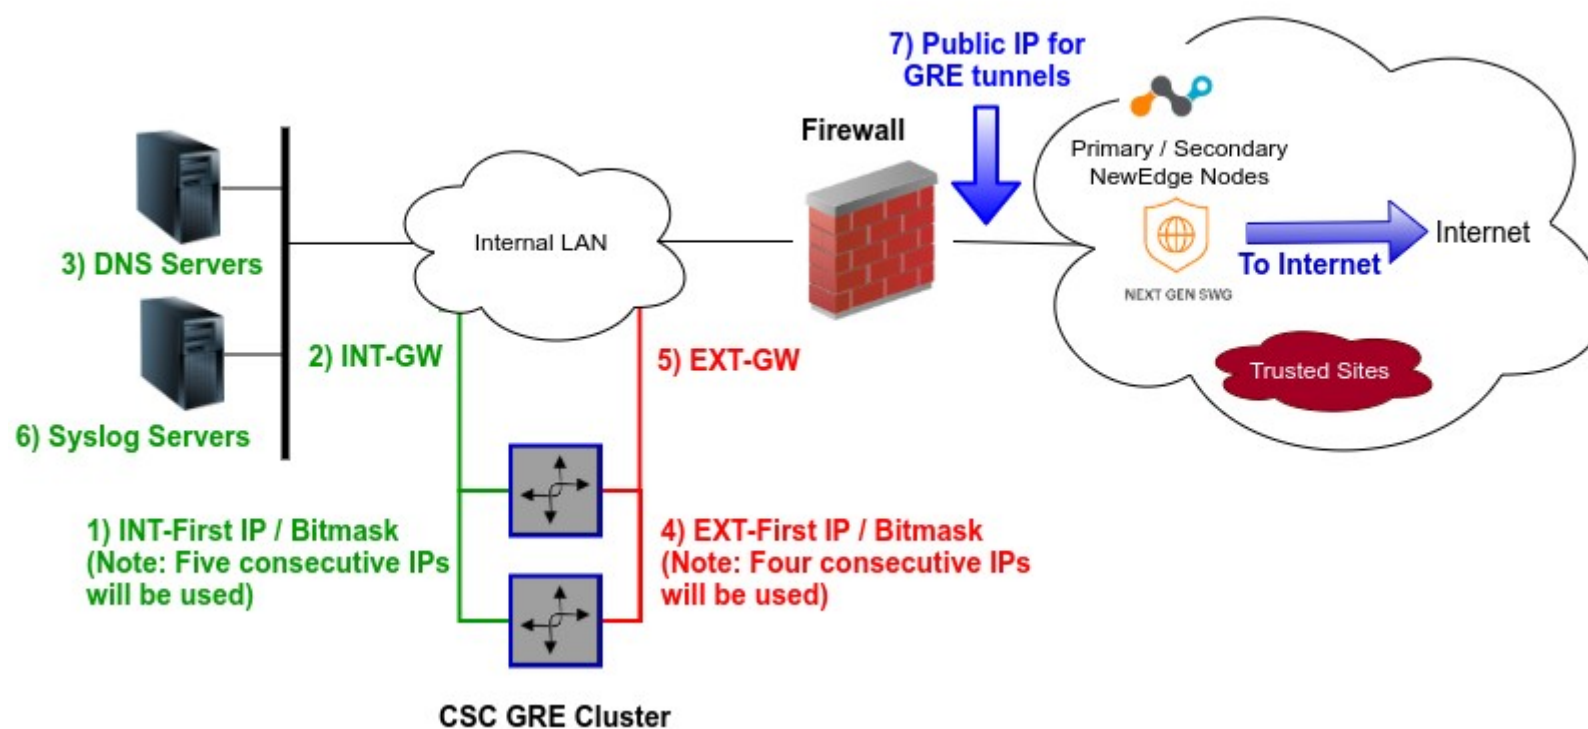 7) Public IP for
GRE tunnels
Firewall
Primary / Secondary
NewEdge Nodes
Internal LAN
Internet
3) DNS Servers
To Internet
NEXT GEN SWG
2) INT-GW
5) EXT-GW
Trusted Sites
6) Syslog Servers
1) INT-First IP / Bitmask
(Note: Five consecutive IPs
will be used)
4) EXT-First IP / Bitmask
(Note: Four consecutive IPs
will be used)
CSC GRE Cluster